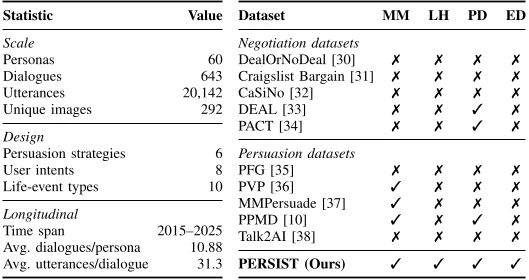 Statistic Value
Scale
Personas 60
Dialogues 643
Utterances 20,142
Unique images 292
Design
Persuasion strategies 6
User intents 8
Life-event types 10
Longitudinal
Time span 2015–2025
Avg. dialogues/persona 10.88
Avg. utterances/dialogue 31.3
Dataset MM LH PD ED
Negotiation datasets
DealOrNoDeal [30] ✗ ✗ ✗ ✗
Craigslist Bargain [31] ✗ ✗ ✗ ✗
CaSiNo [32] ✗ ✗ ✗ ✗
DEAL [33] ✗ ✗ ✓ ✗
PACT [34] ✗ ✗ ✓ ✗
Persuasion datasets
PFG [35] ✗ ✗ ✗ ✗
PVP [36] ✓ ✗ ✗ ✗
MMPersuade [37] ✓ ✗ ✗ ✗
PPMD [10] ✓ ✗ ✓ ✗
Talk2AI [38] ✗ ✗ ✗ ✗
PERSIST (Ours) ✓ ✓ ✓ ✓